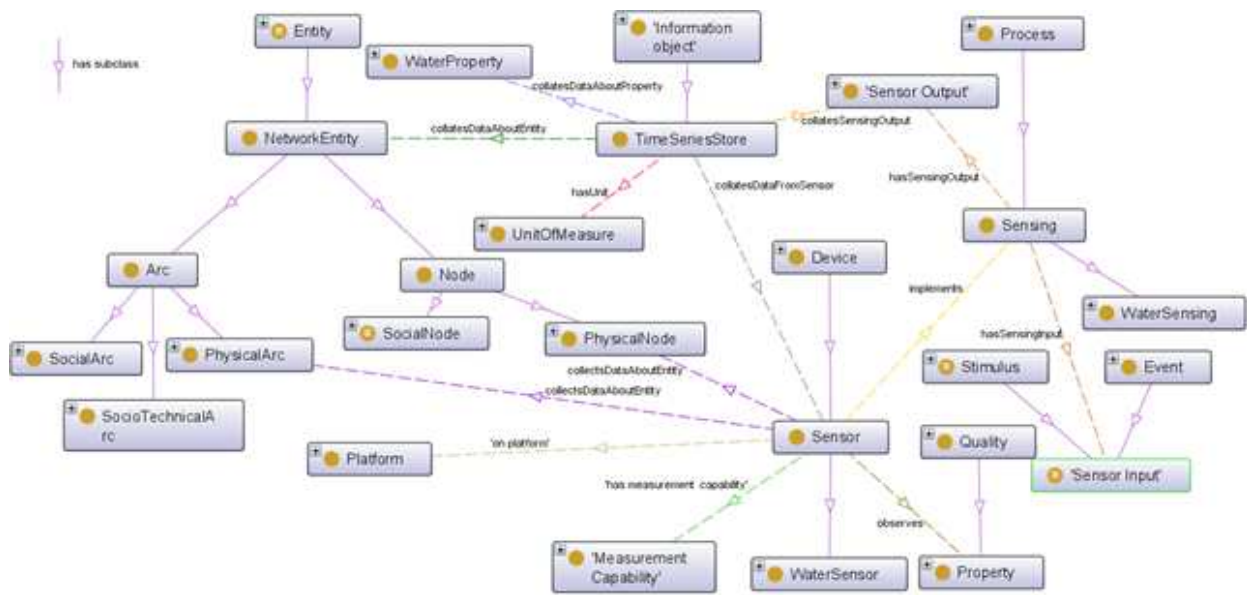 Entity
'Information
object'
Process
has subclass
WaterProperty
collatesDataAboutProperty
'Sensor Output'
collatesSensingOutput
collatesDataAboutEntity
NetworkEntity
TimeSeriesStore
hasUnit
collatesDataFromSensor
hasSensingOutput
UnitOfMeasure
Sensing
Arc
Node
Device
implements
WaterSensing
SocialNode
PhysicalNode
hasSensingInput
SocialArc
PhysicalArc
collectsDataAboutEntity
Stimulus
Event
collectsDataAboutEntity
SocioTechnicalA
rc
Sensor
Quality
'on platform'
Platform
'Sensor Input'
'has measurement capability'
observes
'Measurement
Capability'
WaterSensor
Property